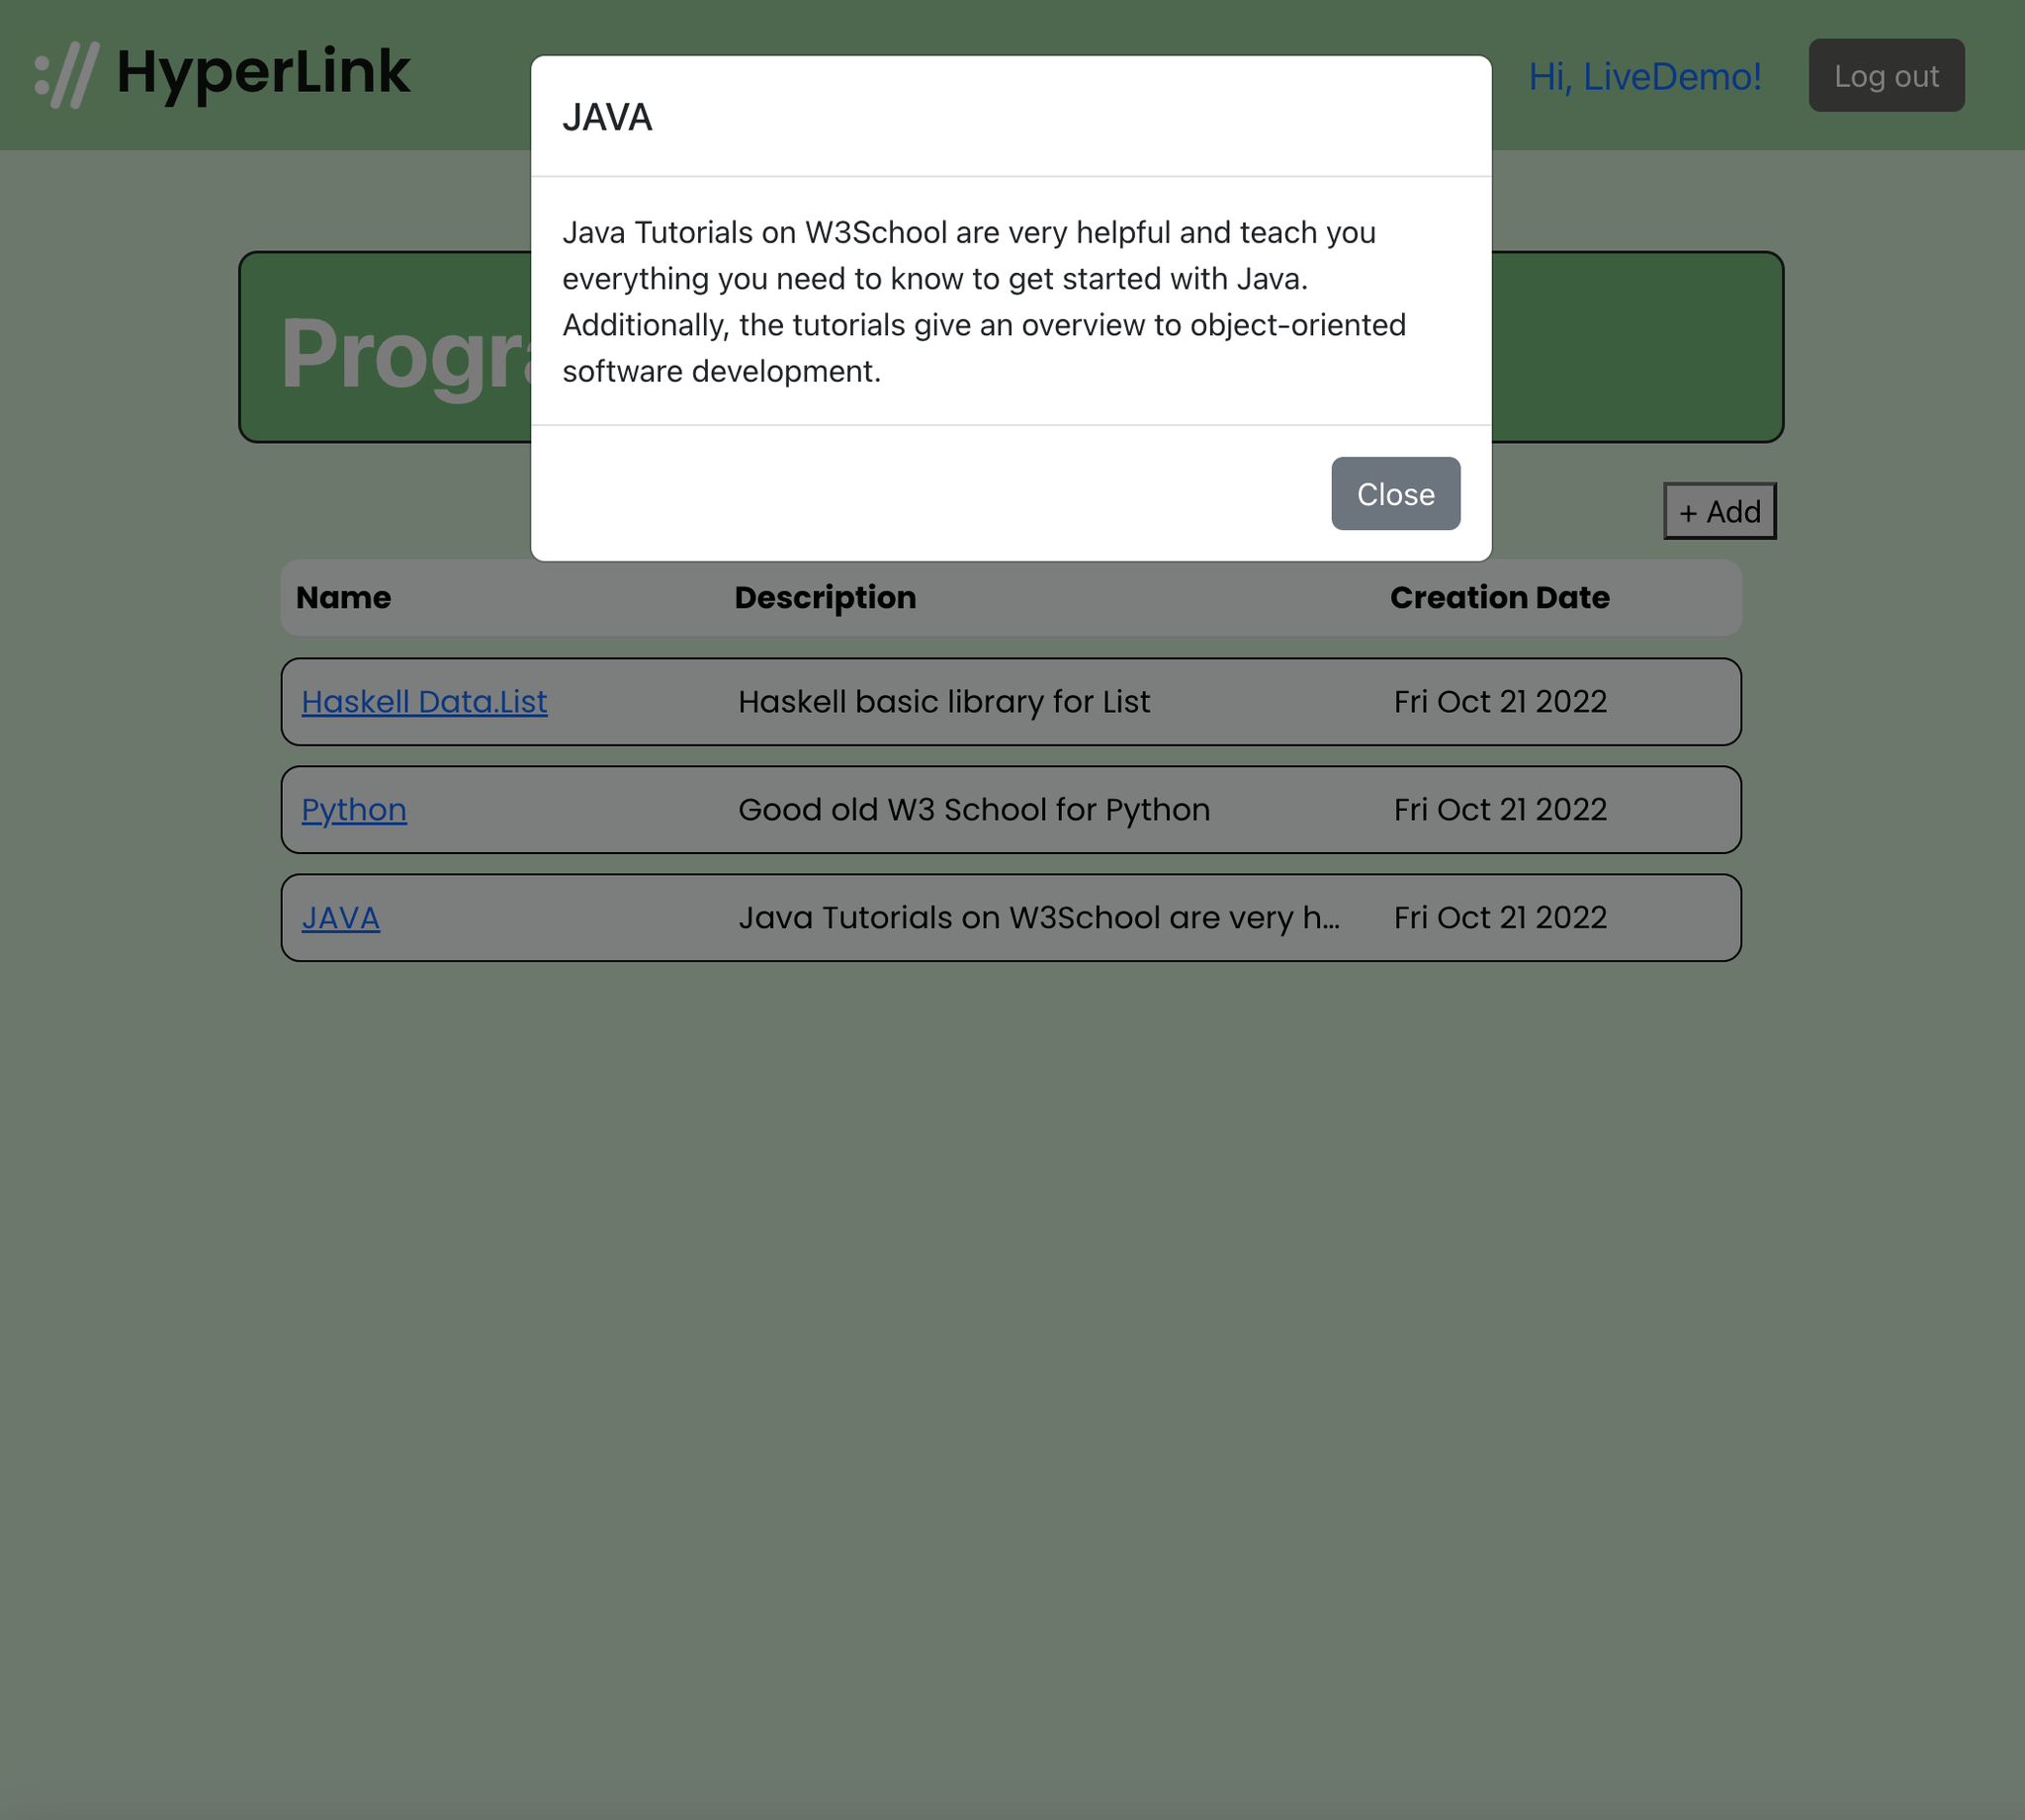 :// HyperLink
Hi, LiveDemo!
Log out
JAVA
Java Tutorials on W3School are very helpful and teach you
everything you need to know to get started with Java.
Additionally, the tutorials give an overview to object-oriented
software development.
Close
+ Add
Name Description Creation Date
Haskell Data.List Haskell basic library for List Fri Oct 21 2022
Python Good old W3 School for Python Fri Oct 21 2022
JAVA Java Tutorials on W3School are very h... Fri Oct 21 2022